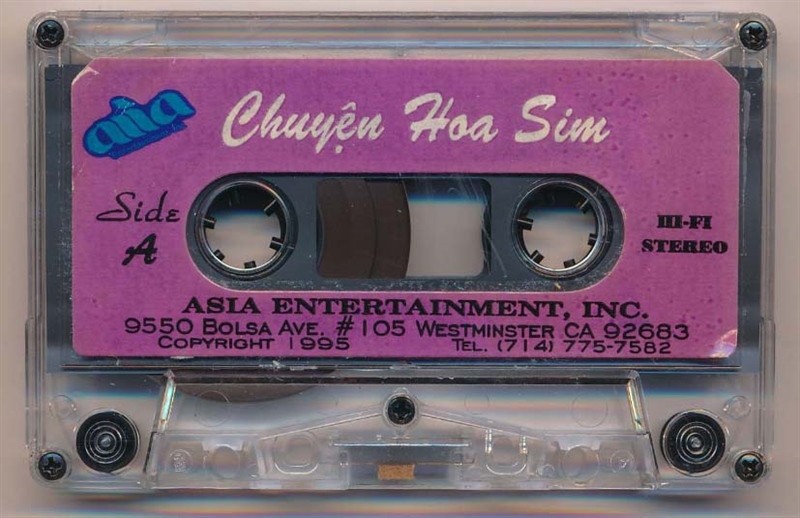 asia
Chuyện Hoa Sim
Side
A
HI-FI
STEREO
ASIA ENTERTAINMENT, INC.
9550 BOLSA AVE. #105 WESTMINSTER CA 92683
COPYRIGHT 1995 TEL. (714) 775-7582